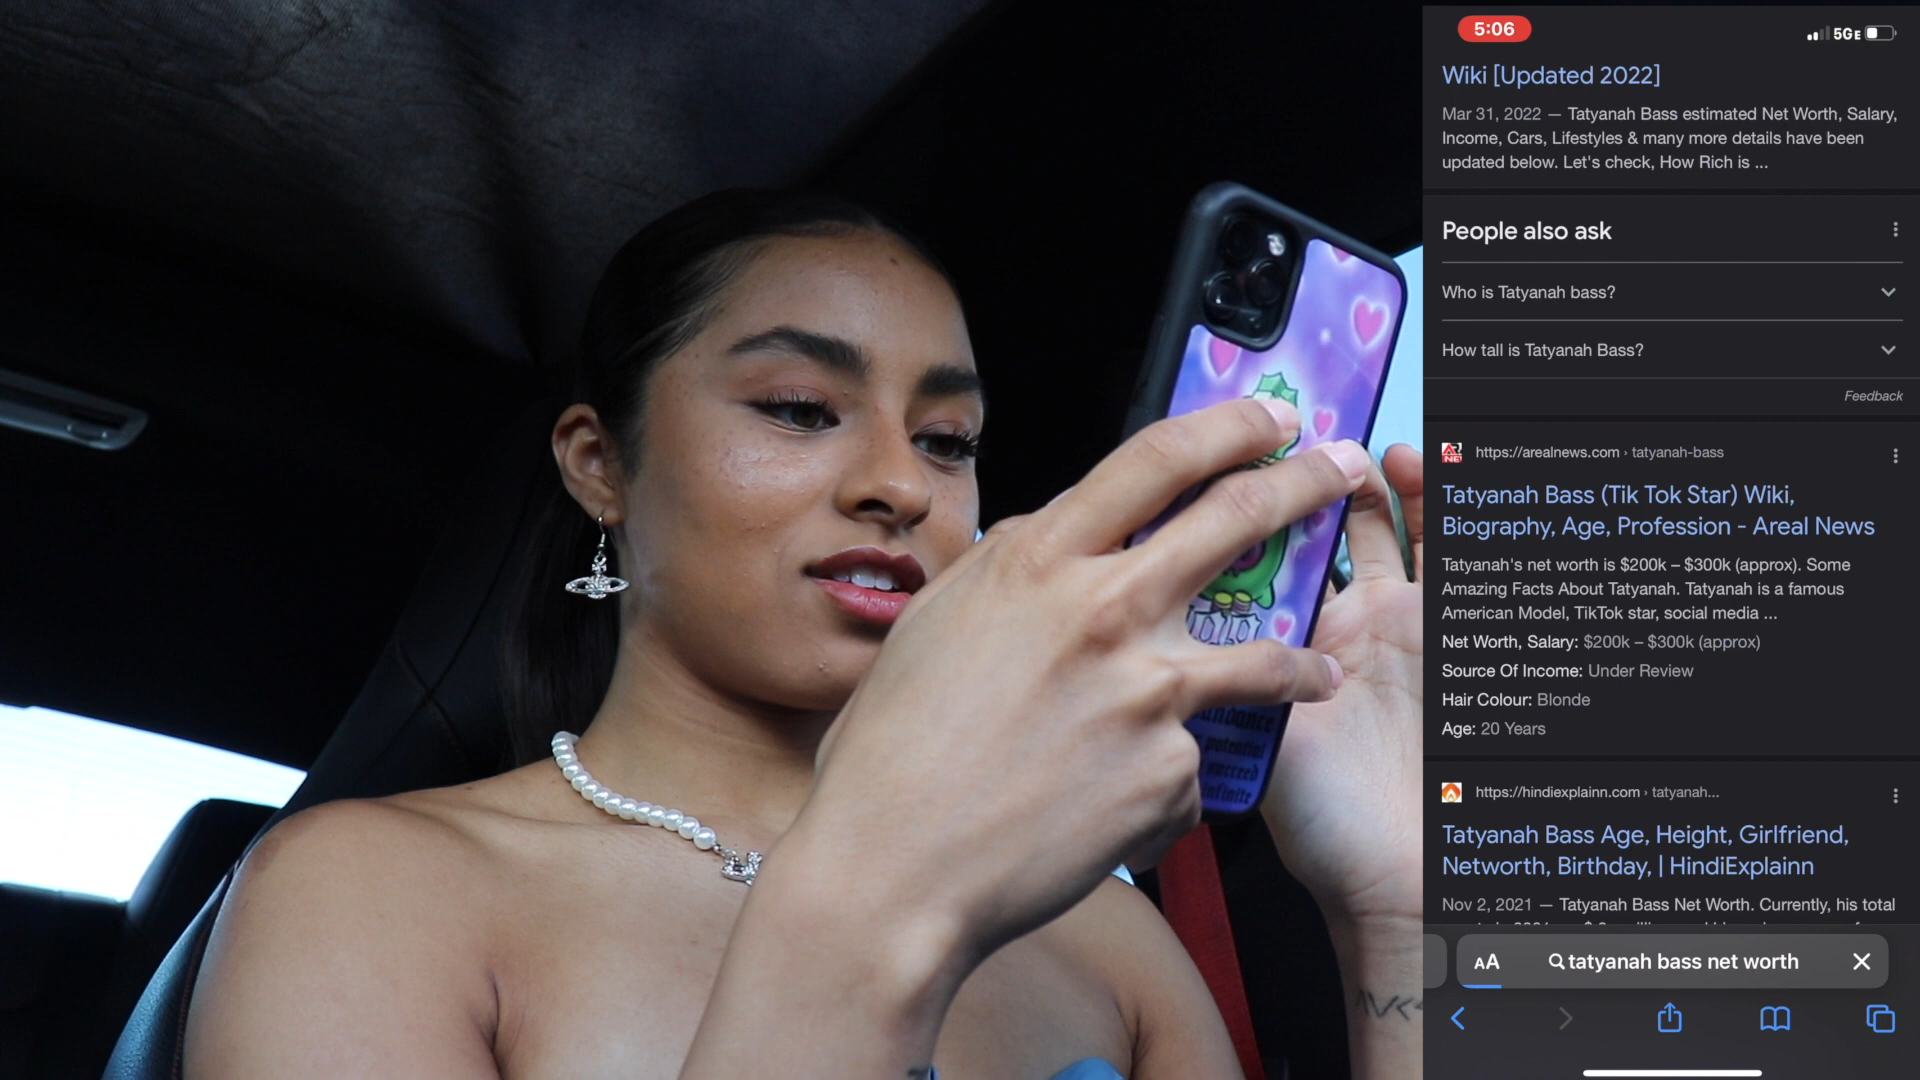 5:06
5GE
Wiki [Updated 2022]
Mar 31, 2022 — Tatyanah Bass estimated Net Worth, Salary,
Income, Cars, Lifestyles & many more details have been
updated below. Let's check, How Rich is ...
People also ask
Who is Tatyanah bass?
How tall is Tatyanah Bass?
Feedback
https://arealnews.com › tatyanah-bass
Tatyanah Bass (Tik Tok Star) Wiki,
Biography, Age, Profession - Areal News
Tatyanah's net worth is $200k – $300k (approx). Some
Amazing Facts About Tatyanah. Tatyanah is a famous
American Model, TikTok star, social media ...
Net Worth, Salary: $200k – $300k (approx)
Source Of Income: Under Review
Hair Colour: Blonde
Age: 20 Years
https://hindiexplainn.com › tatyanah...
Tatyanah Bass Age, Height, Girlfriend,
Networth, Birthday, | HindiExplainn
Nov 2, 2021 — Tatyanah Bass Net Worth. Currently, his total
AA tatyanah bass net worth
potential
succeed
infinite